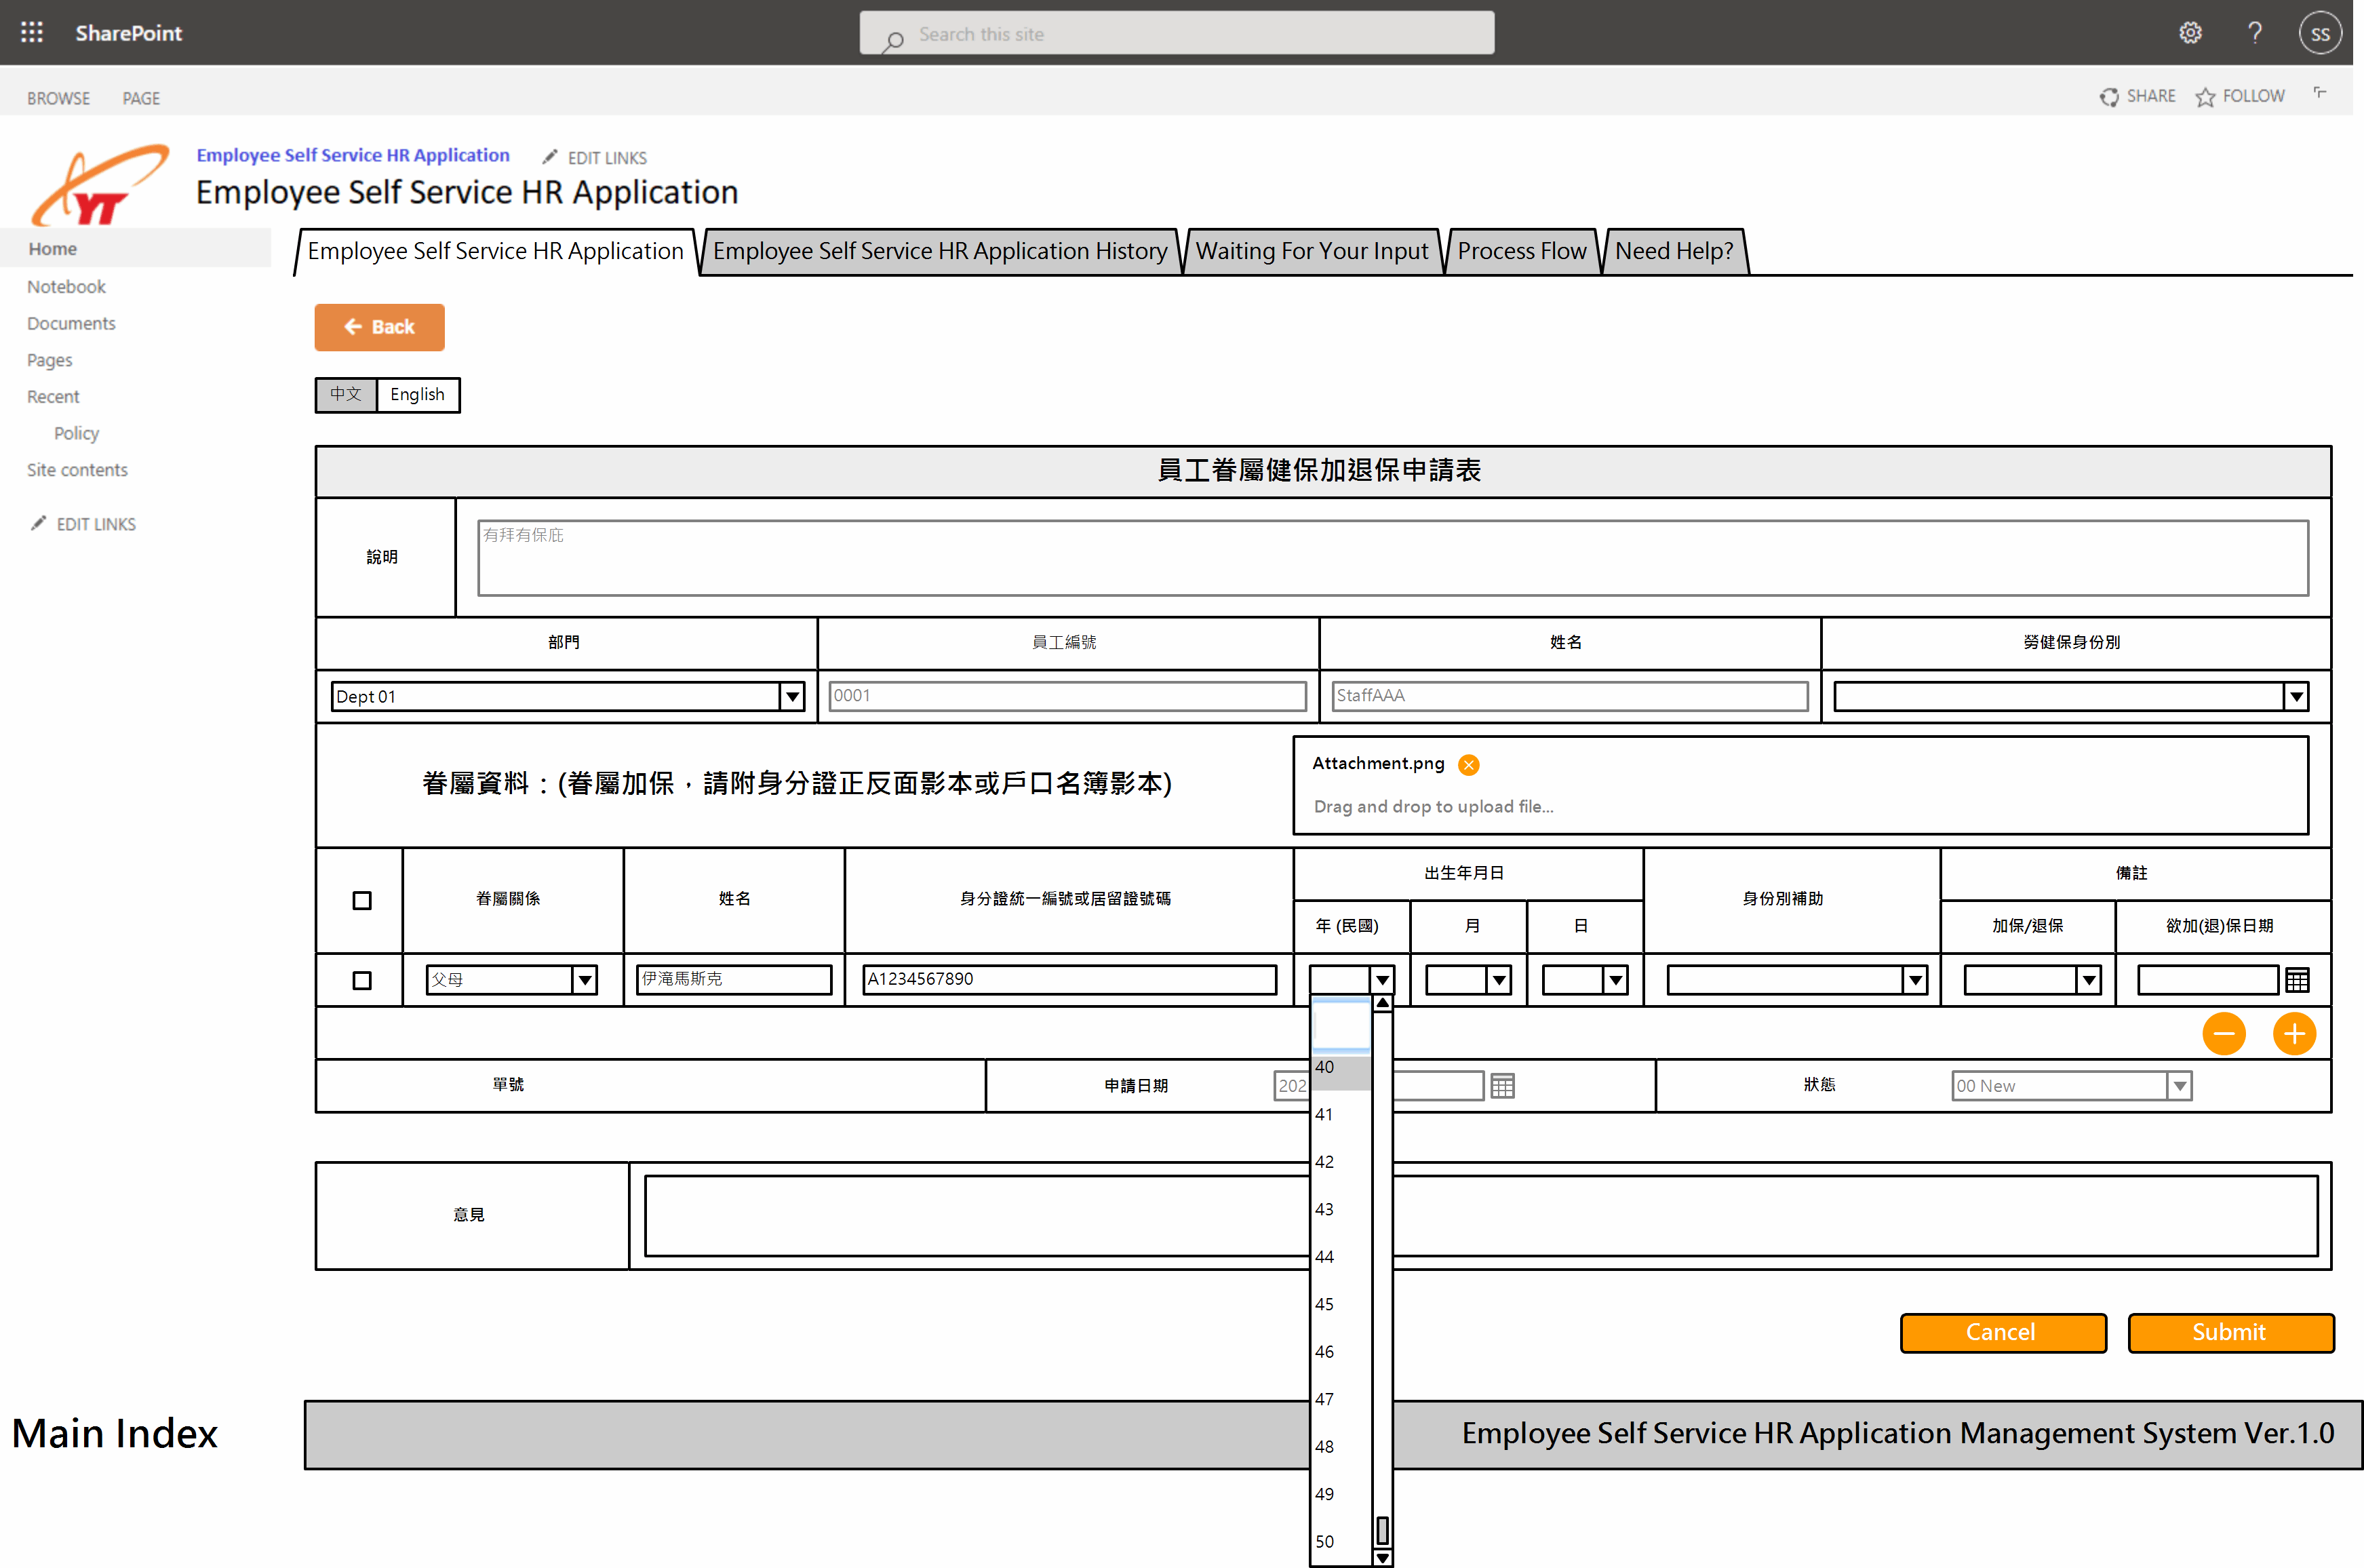 SharePoint
Search this site
SS
BROWSE PAGE
SHARE FOLLOW
YT
Employee Self Service HR Application EDIT LINKS
Employee Self Service HR Application
Home
Notebook
Documents
Pages
Recent
Policy
Site contents
EDIT LINKS
Employee Self Service HR Application Employee Self Service HR Application History Waiting For Your Input Process Flow Need Help?
Back
中文 English
員工眷屬健保加退保申請表
說明
有拜有保庇
部門 員工編號 姓名 勞健保身份別
Dept 01 0001 StaffAAA
眷屬資料：(眷屬加保，請附身分證正反面影本或戶口名簿影本)
Attachment.png
Drag and drop to upload file...
眷屬關係 姓名 身分證統一編號或居留證號碼 出生年月日 身份別補助 備註
年 (民國) 月 日 加保/退保 欲加(退)保日期
父母 伊滝馬斯克 A1234567890
單號 申請日期 202 狀態 00 New
40
41
42
43
44
45
46
47
48
49
50
意見
Cancel Submit
Main Index
Employee Self Service HR Application Management System Ver.1.0